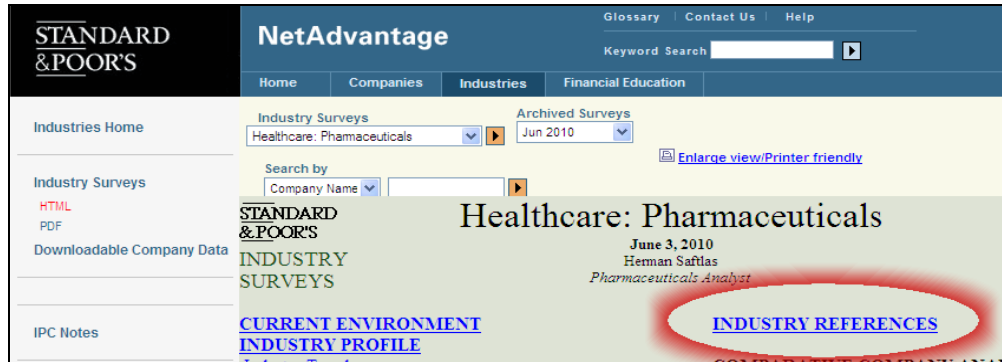 STANDARD
&POOR'S
NetAdvantage
Glossary | Contact Us | Help
Keyword Search
Home Companies Industries Financial Education
Industries Home
Industry Surveys
HTML
PDF
Downloadable Company Data
IPC Notes
Industry Surveys
Healthcare: Pharmaceuticals
Archived Surveys
Jun 2010
Enlarge view/Printer friendly
Search by
Company Name
STANDARD
& POOR'S
INDUSTRY
SURVEYS
Healthcare: Pharmaceuticals
June 3, 2010
Herman Saftlas
Pharmaceuticals Analyst
CURRENT ENVIRONMENT
INDUSTRY PROFILE
INDUSTRY REFERENCES
COMPARATIVE COMPANY